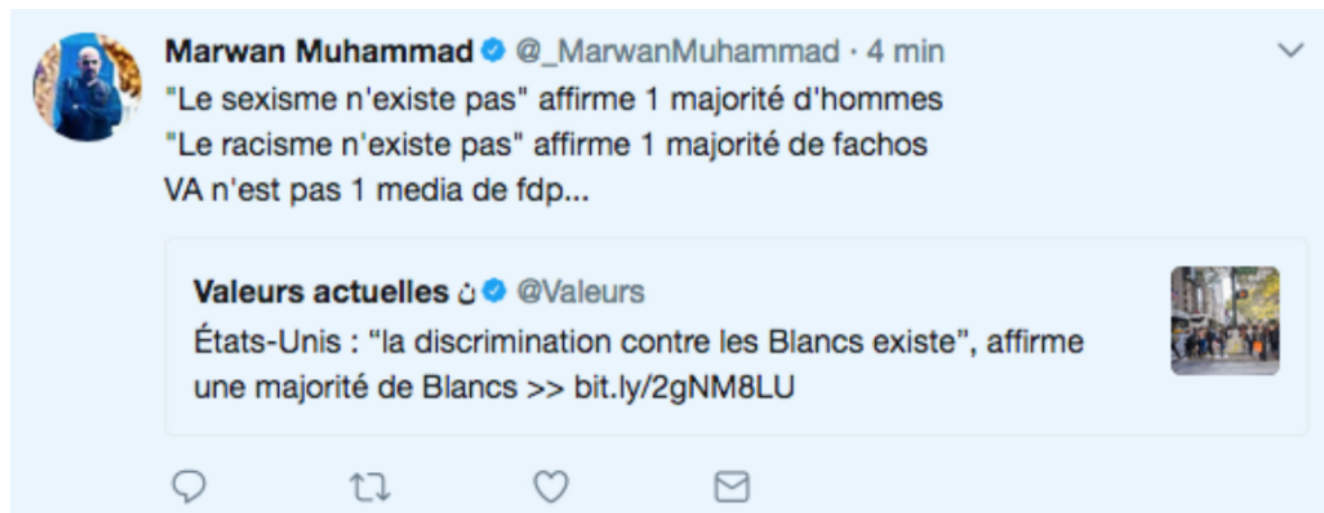 Marwan Muhammad @_MarwanMuhammad · 4 min
"Le sexisme n'existe pas" affirme 1 majorité d'hommes
"Le racisme n'existe pas" affirme 1 majorité de fachos
VA n'est pas 1 media de fdp...
Valeurs actuelles ن @Valeurs
États-Unis : “la discrimination contre les Blancs existe”, affirme
une majorité de Blancs >> bit.ly/2gNM8LU